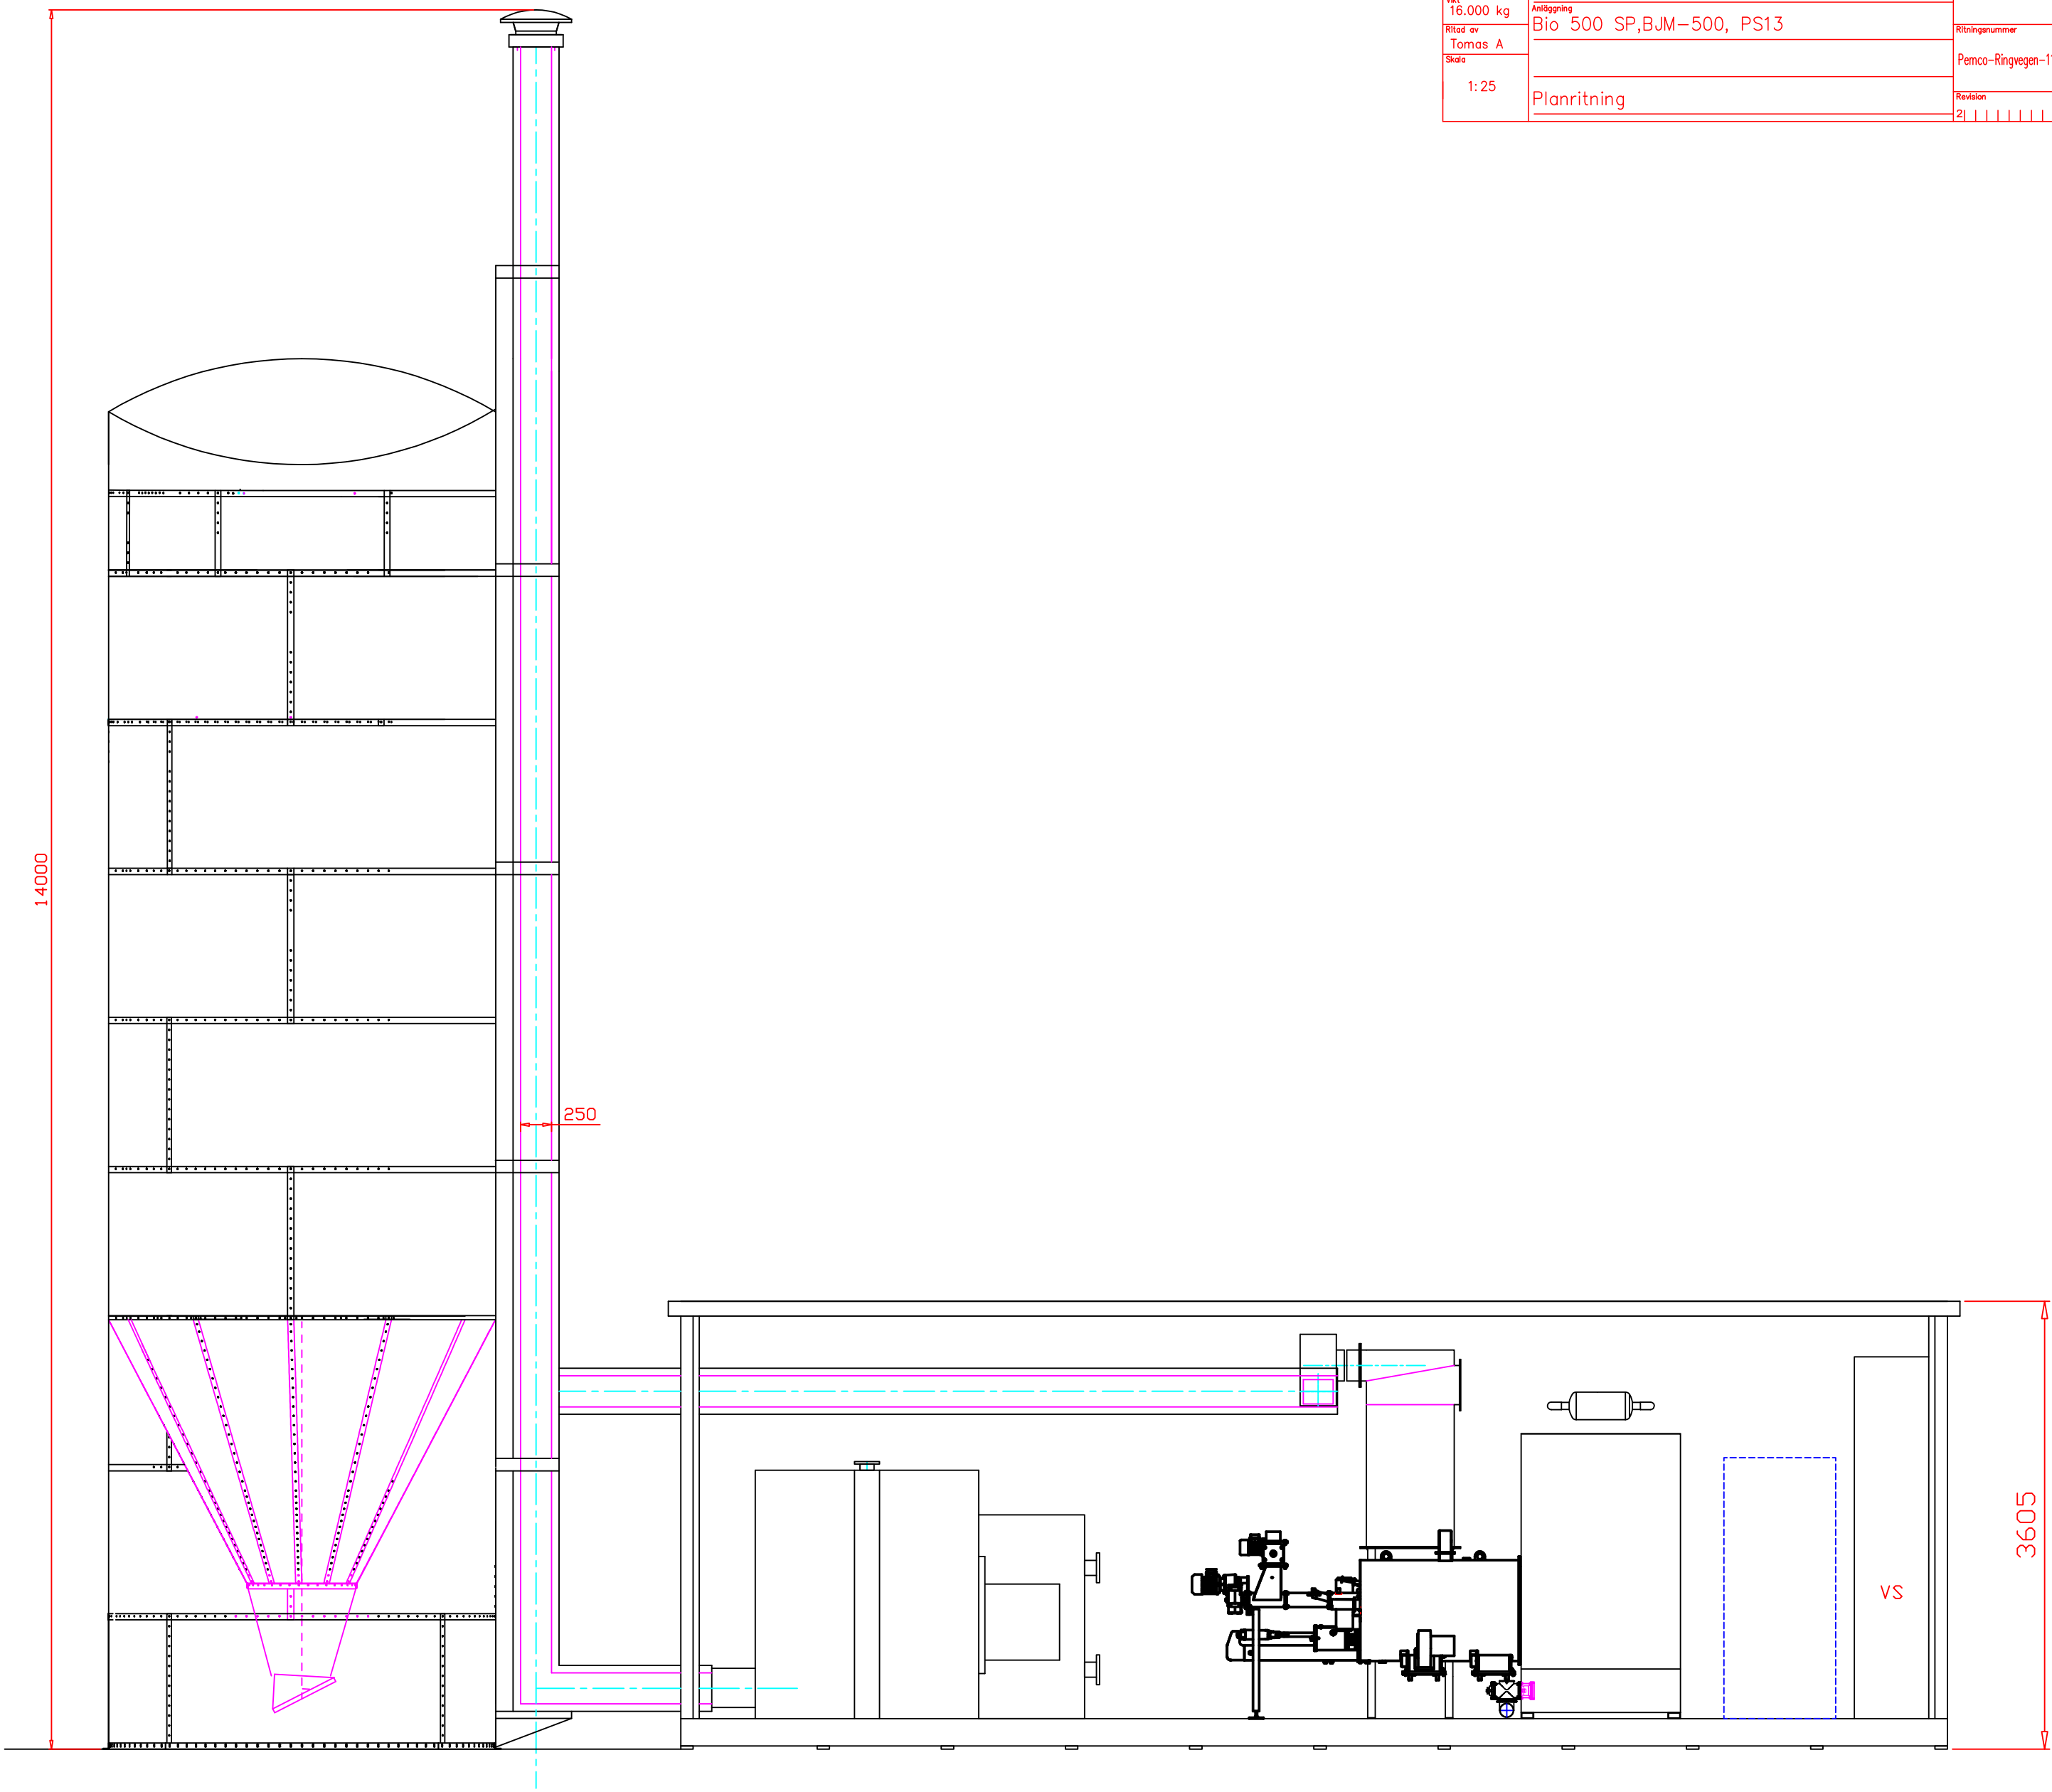 Vikt
16.000 kg
Anläggning
Bio 500 SP,BJM-500, PS13
Ritad av
Tomas A
Ritningsnummer
Skala
1:25
Pemco-Ringvegen-1
Planritning
Revision
2
14000
250
3605
VS